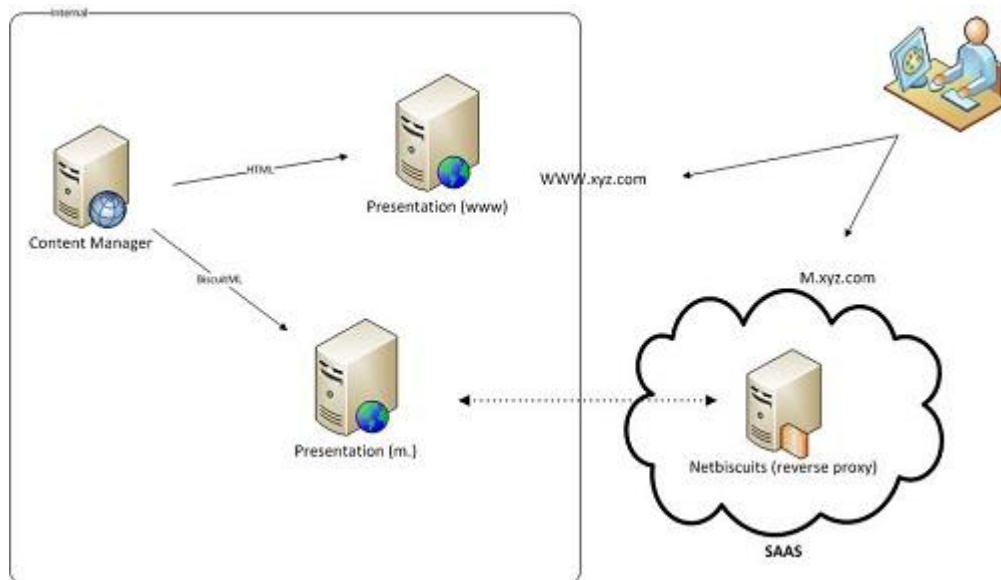 Internal
HTML
WWW.xyz.com
Presentation (www)
Content Manager
BiscuitML
M.xyz.com
Presentation (m.)
Netbiscuits (reverse proxy)
SAAS